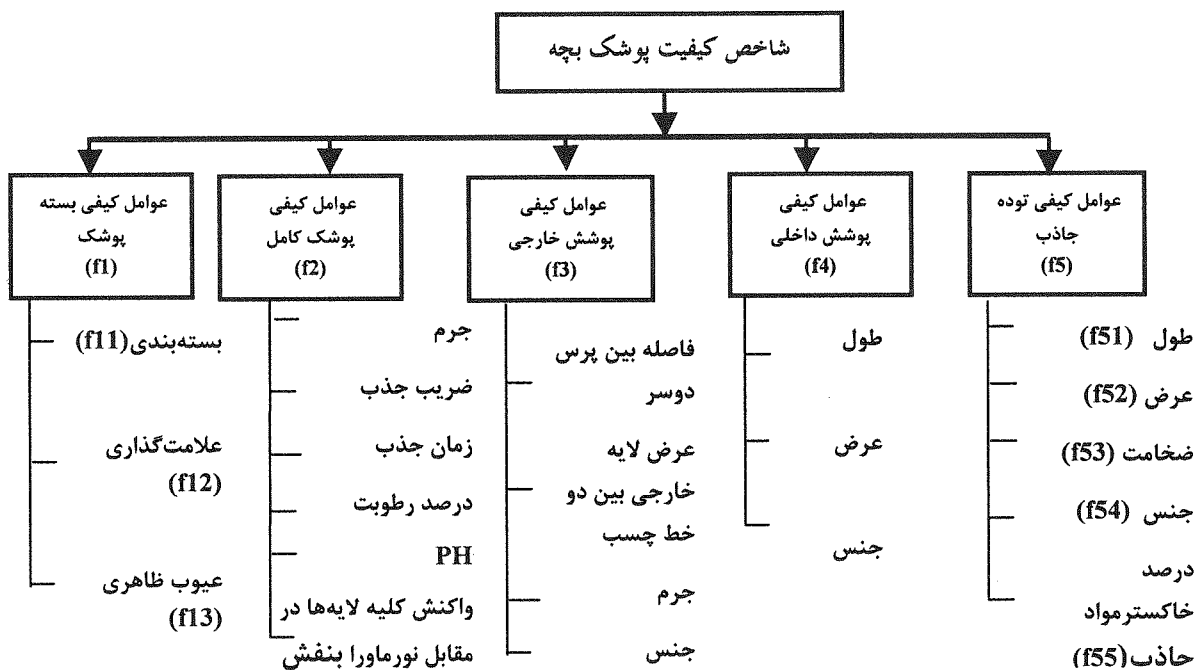 شاخص کیفیت پوشک بچه
عوامل کیفی بسته
پوشک
(f1)
عوامل کیفی
پوشک کامل
(f2)
عوامل کیفی
پوشش خارجی
(f3)
عوامل کیفی
پوشش داخلی
(f4)
عوامل کیفی توده
جاذب
(f5)
بسته‌بندی(f11)
علامت‌گذاری
(f12)
عیوب ظاهری
(f13)
جرم
ضریب جذب
زمان جذب
درصد رطوبت
PH
واکنش کلیه لایه‌ها در
مقابل نورماورا بنفش
فاصله بین پرس
دوسر
عرض لایه
خارجی بین دو
خط چسب
جرم
جنس
طول
عرض
جنس
طول (f51)
عرض (f52)
ضخامت (f53)
جنس (f54)
درصد
خاکسترمواد
جاذب(f55)